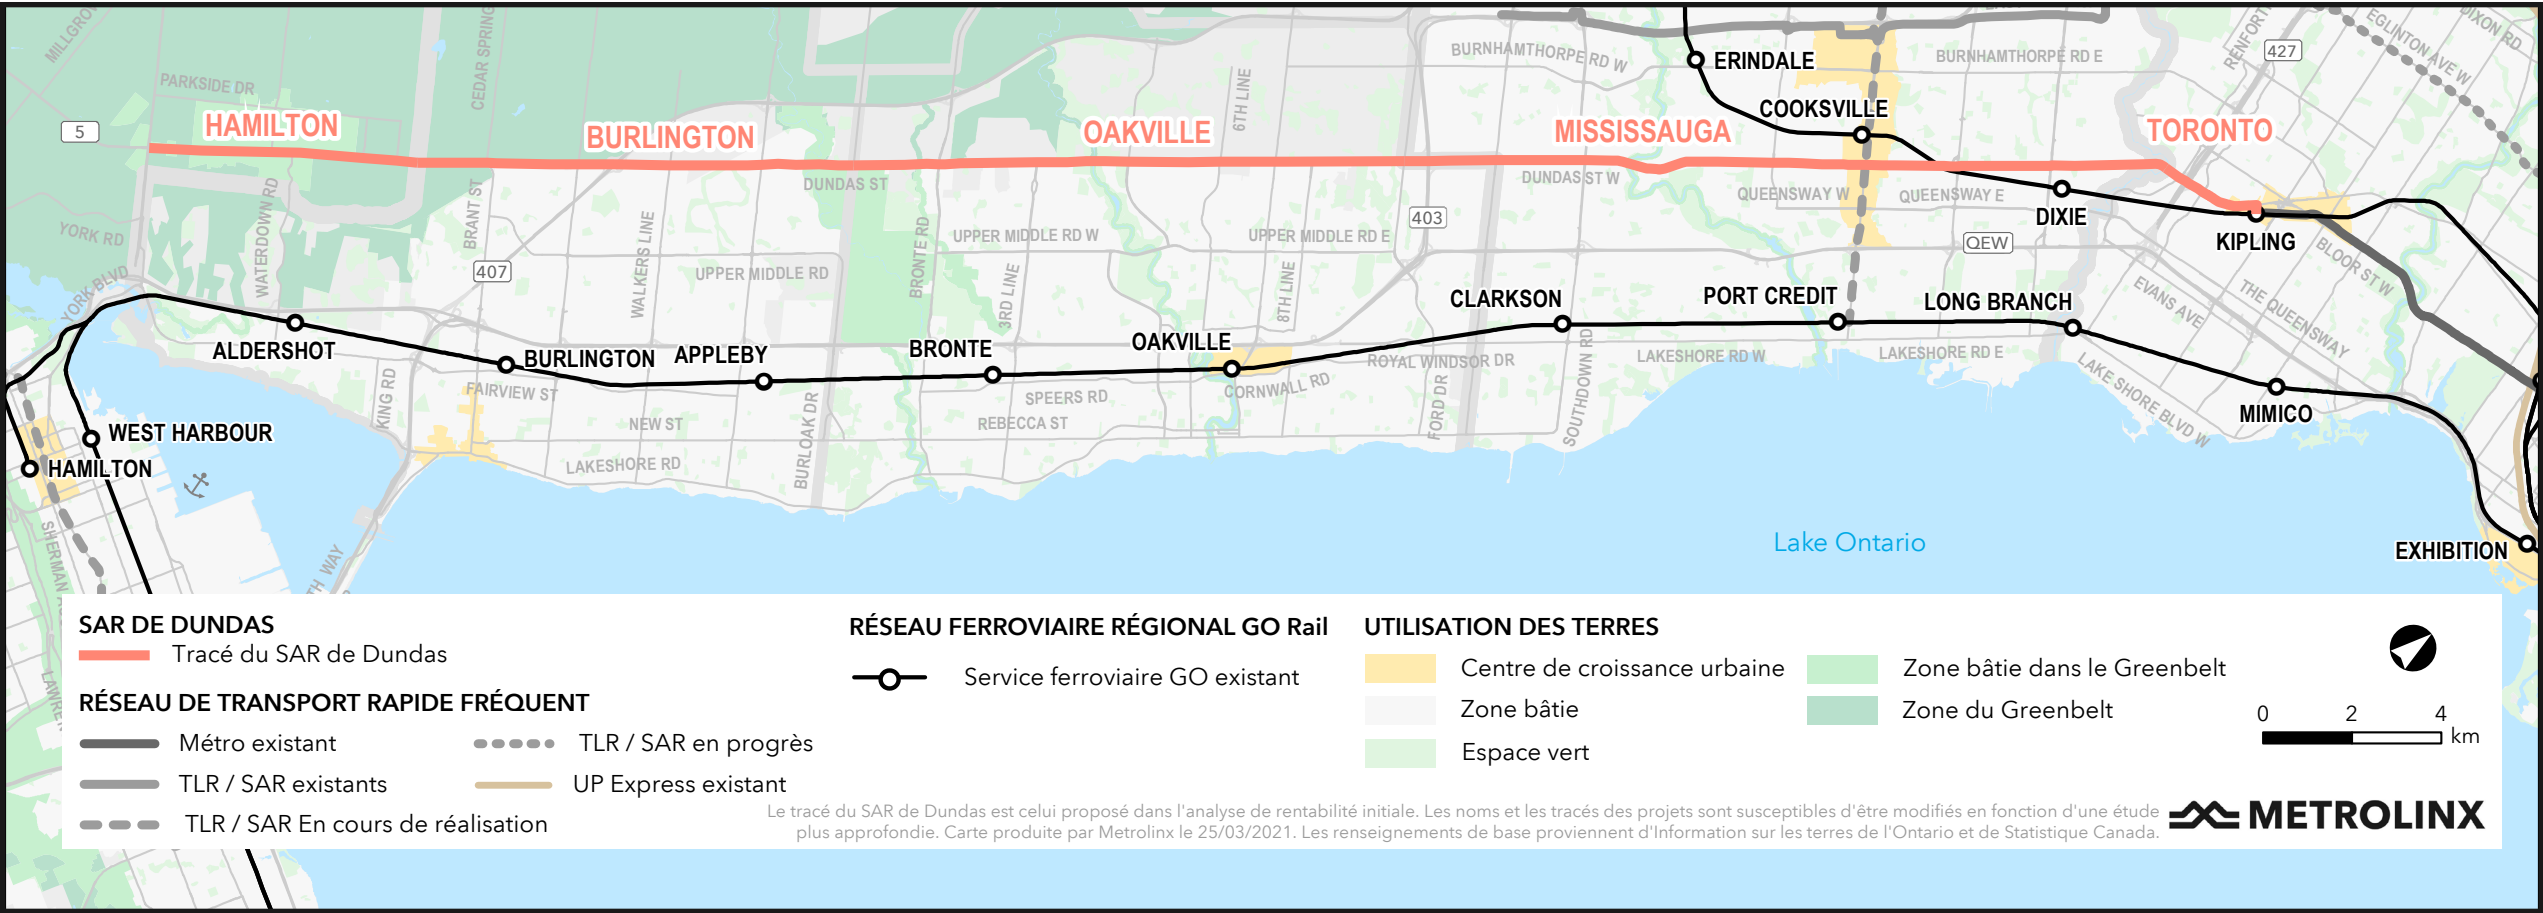 MILLGROV
CEDAR SPRING
PARKSIDE DR
5
HAMILTON
BURLINGTON
OAKVILLE
6TH LINE
BURNHAMTHORPE RD W
ERINDALE
COOKSVILLE
MISSISSAUGA
BURNHAMTHORPE RD E
RENFORT
427
EGLINTON AVE W
DIXON RD
TORONTO
DUNDAS ST
DUNDAS ST W
QUEENSWAY W
QUEENSWAY E
DIXIE
KIPLING
BLOOR ST W
YORK RD
WATERDOWN RD
BRANT ST
WALKERS LINE
BRONTE RD
UPPER MIDDLE RD W
UPPER MIDDLE RD E
403
QEW
407
UPPER MIDDLE RD
3RD LINE
8TH LINE
YORK BLVD
CLARKSON
PORT CREDIT
LONG BRANCH
EVANS AVE
THE QUEENSWAY
ALDERSHOT
BURLINGTON
APPLEBY
BRONTE
OAKVILLE
ROYAL WINDSOR DR
SOUTHDOWN RD
LAKESHORE RD W
LAKESHORE RD E
LAKE SHORE BLVD W
MIMICO
KING RD
FAIRVIEW ST
SPEERS RD
CORNWALL RD
FORD DR
WEST HARBOUR
NEW ST
REBECCA ST
BURLOAK DR
HAMILTON
LAKESHORE RD
SHERMAN A
TH WAY
LAWRE
Lake Ontario
EXHIBITION
SAR DE DUNDAS
Tracé du SAR de Dundas
RÉSEAU DE TRANSPORT RAPIDE FRÉQUENT
Métro existant
TLR / SAR existants
TLR / SAR En cours de réalisation
TLR / SAR en progrès
UP Express existant
RÉSEAU FERROVIAIRE RÉGIONAL GO Rail
Service ferroviaire GO existant
UTILISATION DES TERRES
Centre de croissance urbaine
Zone bâtie
Espace vert
Zone bâtie dans le Greenbelt
Zone du Greenbelt
0 2 4
km
Le tracé du SAR de Dundas est celui proposé dans l'analyse de rentabilité initiale. Les noms et les tracés des projets sont susceptibles d'être modifiés en fonction d'une étude
plus approfondie. Carte produite par Metrolinx le 25/03/2021. Les renseignements de base proviennent d'Information sur les terres de l'Ontario et de Statistique Canada.
METROLINX